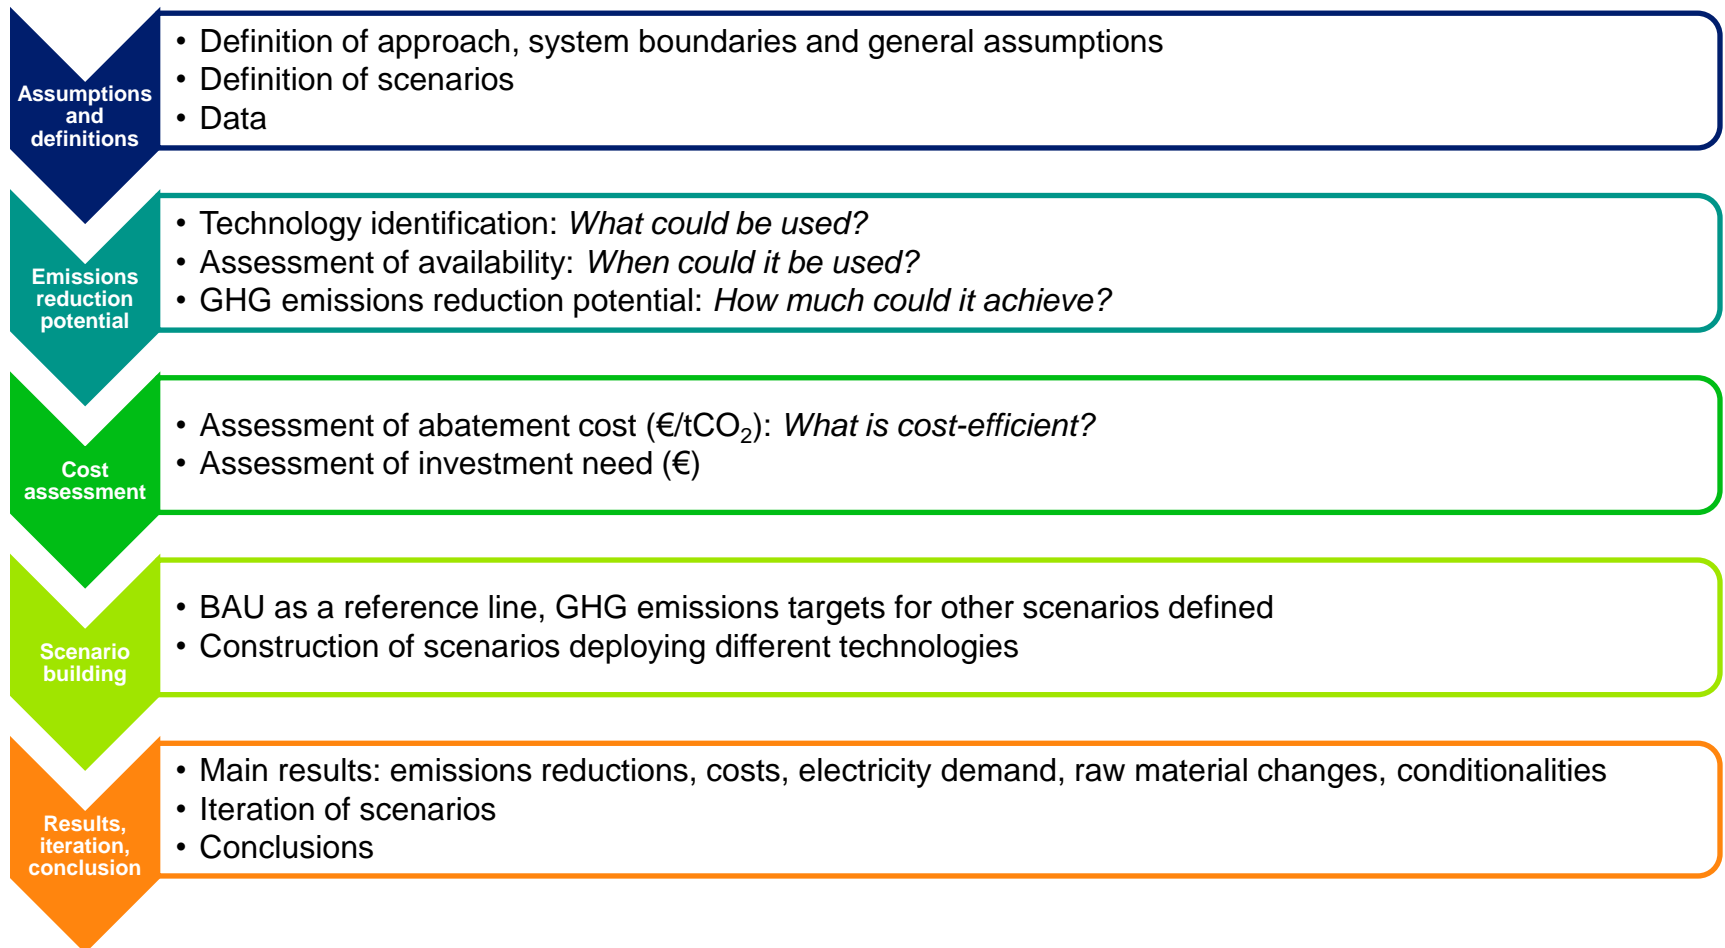 Assumptions
and
definitions
• Definition of approach, system boundaries and general assumptions
• Definition of scenarios
• Data
Emissions
reduction
potential
• Technology identification: What could be used?
• Assessment of availability: When could it be used?
• GHG emissions reduction potential: How much could it achieve?
Cost
assessment
• Assessment of abatement cost (€/tCO₂): What is cost-efficient?
• Assessment of investment need (€)
Scenario
building
• BAU as a reference line, GHG emissions targets for other scenarios defined
• Construction of scenarios deploying different technologies
Results,
iteration,
conclusion
• Main results: emissions reductions, costs, electricity demand, raw material changes, conditionalities
• Iteration of scenarios
• Conclusions